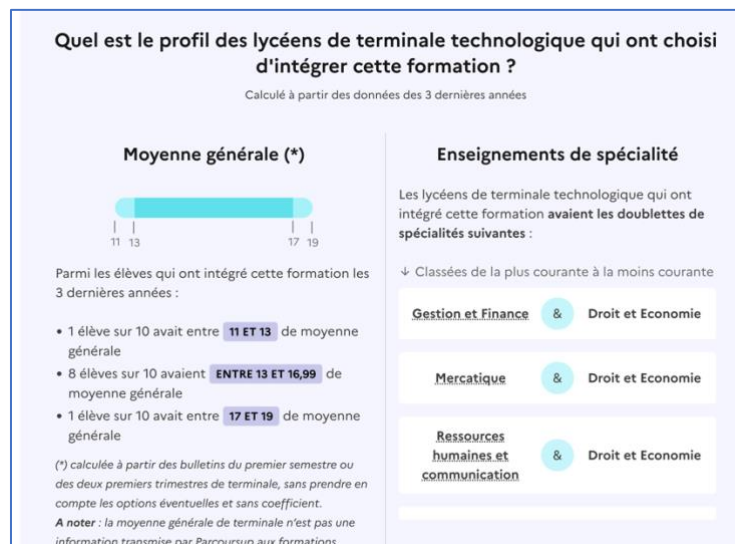 Quel est le profil des lycéens de terminale technologique qui ont choisi
d'intégrer cette formation ?
Calculé à partir des données des 3 dernières années
Moyenne générale (*)
11 13 17 19
Parmi les élèves qui ont intégré cette formation les
3 dernières années :
• 1 élève sur 10 avait entre 11 ET 13 de moyenne
générale
• 8 élèves sur 10 avaient ENTRE 13 ET 16,99 de
moyenne générale
• 1 élève sur 10 avait entre 17 ET 19 de moyenne
générale
(*) calculée à partir des bulletins du premier semestre ou
des deux premiers trimestres de terminale, sans prendre en
compte les options éventuelles et sans coefficient.
A noter : la moyenne générale de terminale n'est pas une
information transmise par Parcoursup aux formations
Enseignements de spécialité
Les lycéens de terminale technologique qui ont
intégré cette formation avaient les doublettes de
spécialités suivantes :
↓ Classées de la plus courante à la moins courante
Gestion et Finance & Droit et Economie
Mercatique & Droit et Economie
Ressources
humaines et & Droit et Economie
communication